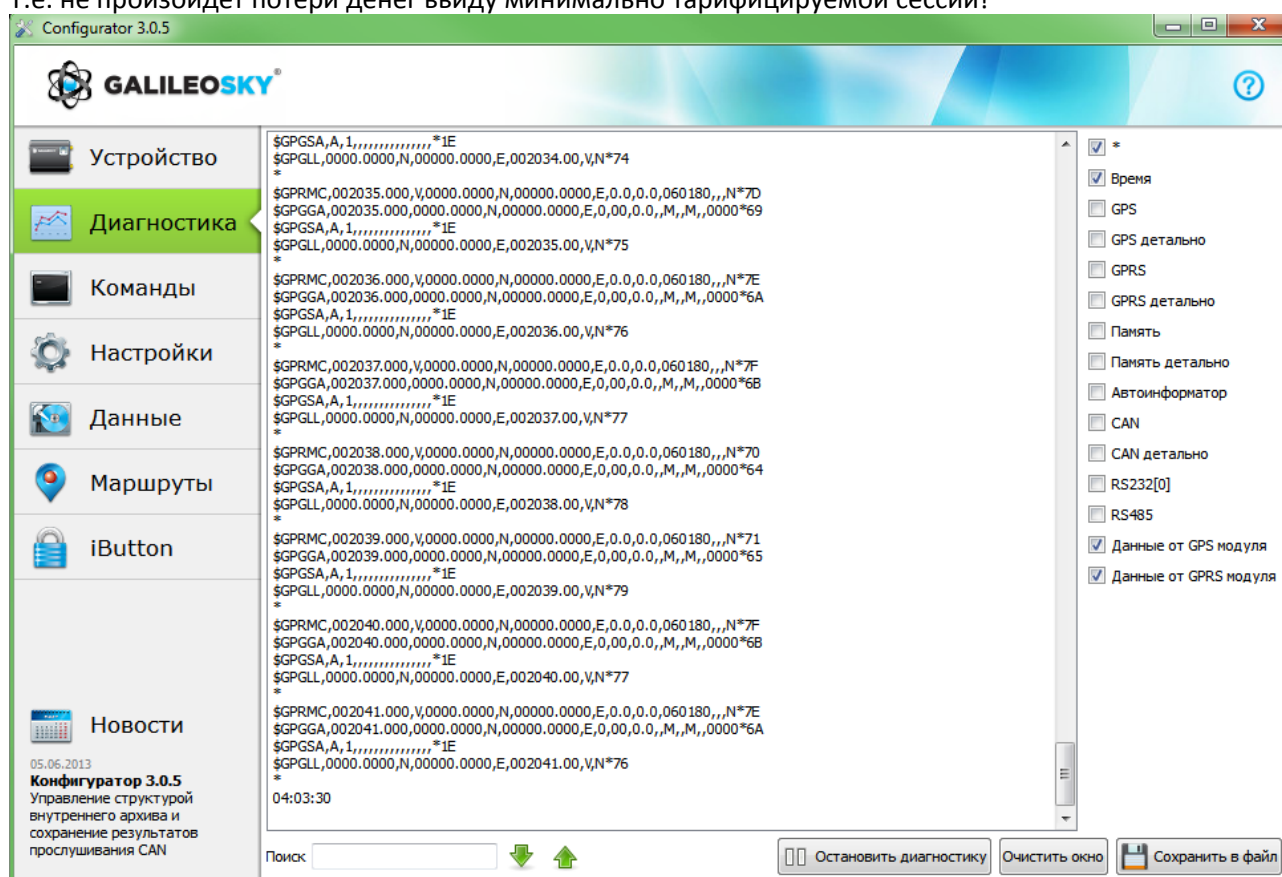 т.е. не произойдет потери денег ввиду минимально тарифицируемой сессии!
Configurator 3.0.5
GALILEOSKY®
?
Устройство
Диагностика
Команды
Настройки
Данные
Маршруты
iButton
Новости
05.06.2013
Конфигуратор 3.0.5
Управление структурой
внутреннего архива и
сохранение результатов
прослушивания CAN
$GPGSA,A,1,,,,,,,,,,,,,,,*1E
$GPGLL,0000.0000,N,00000.0000,E,002034.00,V,N*74
*
$GPRMC,002035.000,V,0000.0000,N,00000.0000,E,0.0,0.0,060180,,,N*7D
$GPGGA,002035.000,0000.0000,N,00000.0000,E,0,00,0.0,,M,,M,,0000*69
$GPGSA,A,1,,,,,,,,,,,,,,,*1E
$GPGLL,0000.0000,N,00000.0000,E,002035.00,V,N*75
*
$GPRMC,002036.000,V,0000.0000,N,00000.0000,E,0.0,0.0,060180,,,N*7E
$GPGGA,002036.000,0000.0000,N,00000.0000,E,0,00,0.0,,M,,M,,0000*6A
$GPGSA,A,1,,,,,,,,,,,,,,,*1E
$GPGLL,0000.0000,N,00000.0000,E,002036.00,V,N*76
*
$GPRMC,002037.000,V,0000.0000,N,00000.0000,E,0.0,0.0,060180,,,N*7F
$GPGGA,002037.000,0000.0000,N,00000.0000,E,0,00,0.0,,M,,M,,0000*6B
$GPGSA,A,1,,,,,,,,,,,,,,,*1E
$GPGLL,0000.0000,N,00000.0000,E,002037.00,V,N*77
*
$GPRMC,002038.000,V,0000.0000,N,00000.0000,E,0.0,0.0,060180,,,N*70
$GPGGA,002038.000,0000.0000,N,00000.0000,E,0,00,0.0,,M,,M,,0000*64
$GPGSA,A,1,,,,,,,,,,,,,,,*1E
$GPGLL,0000.0000,N,00000.0000,E,002038.00,V,N*78
*
$GPRMC,002039.000,V,0000.0000,N,00000.0000,E,0.0,0.0,060180,,,N*71
$GPGGA,002039.000,0000.0000,N,00000.0000,E,0,00,0.0,,M,,M,,0000*65
$GPGSA,A,1,,,,,,,,,,,,,,,*1E
$GPGLL,0000.0000,N,00000.0000,E,002039.00,V,N*79
*
$GPRMC,002040.000,V,0000.0000,N,00000.0000,E,0.0,0.0,060180,,,N*7F
$GPGGA,002040.000,0000.0000,N,00000.0000,E,0,00,0.0,,M,,M,,0000*6B
$GPGSA,A,1,,,,,,,,,,,,,,,*1E
$GPGLL,0000.0000,N,00000.0000,E,002040.00,V,N*77
*
$GPRMC,002041.000,V,0000.0000,N,00000.0000,E,0.0,0.0,060180,,,N*7E
$GPGGA,002041.000,0000.0000,N,00000.0000,E,0,00,0.0,,M,,M,,0000*6A
$GPGSA,A,1,,,,,,,,,,,,,,,*1E
$GPGLL,0000.0000,N,00000.0000,E,002041.00,V,N*76
*
04:03:30
*
Время
GPS
GPS детально
GPRS
GPRS детально
Память
Память детально
Автоинформатор
CAN
CAN детально
RS232[0]
RS485
Данные от GPS модуля
Данные от GPRS модуля
Поиск
Остановить диагностику
Очистить окно
Сохранить в файл